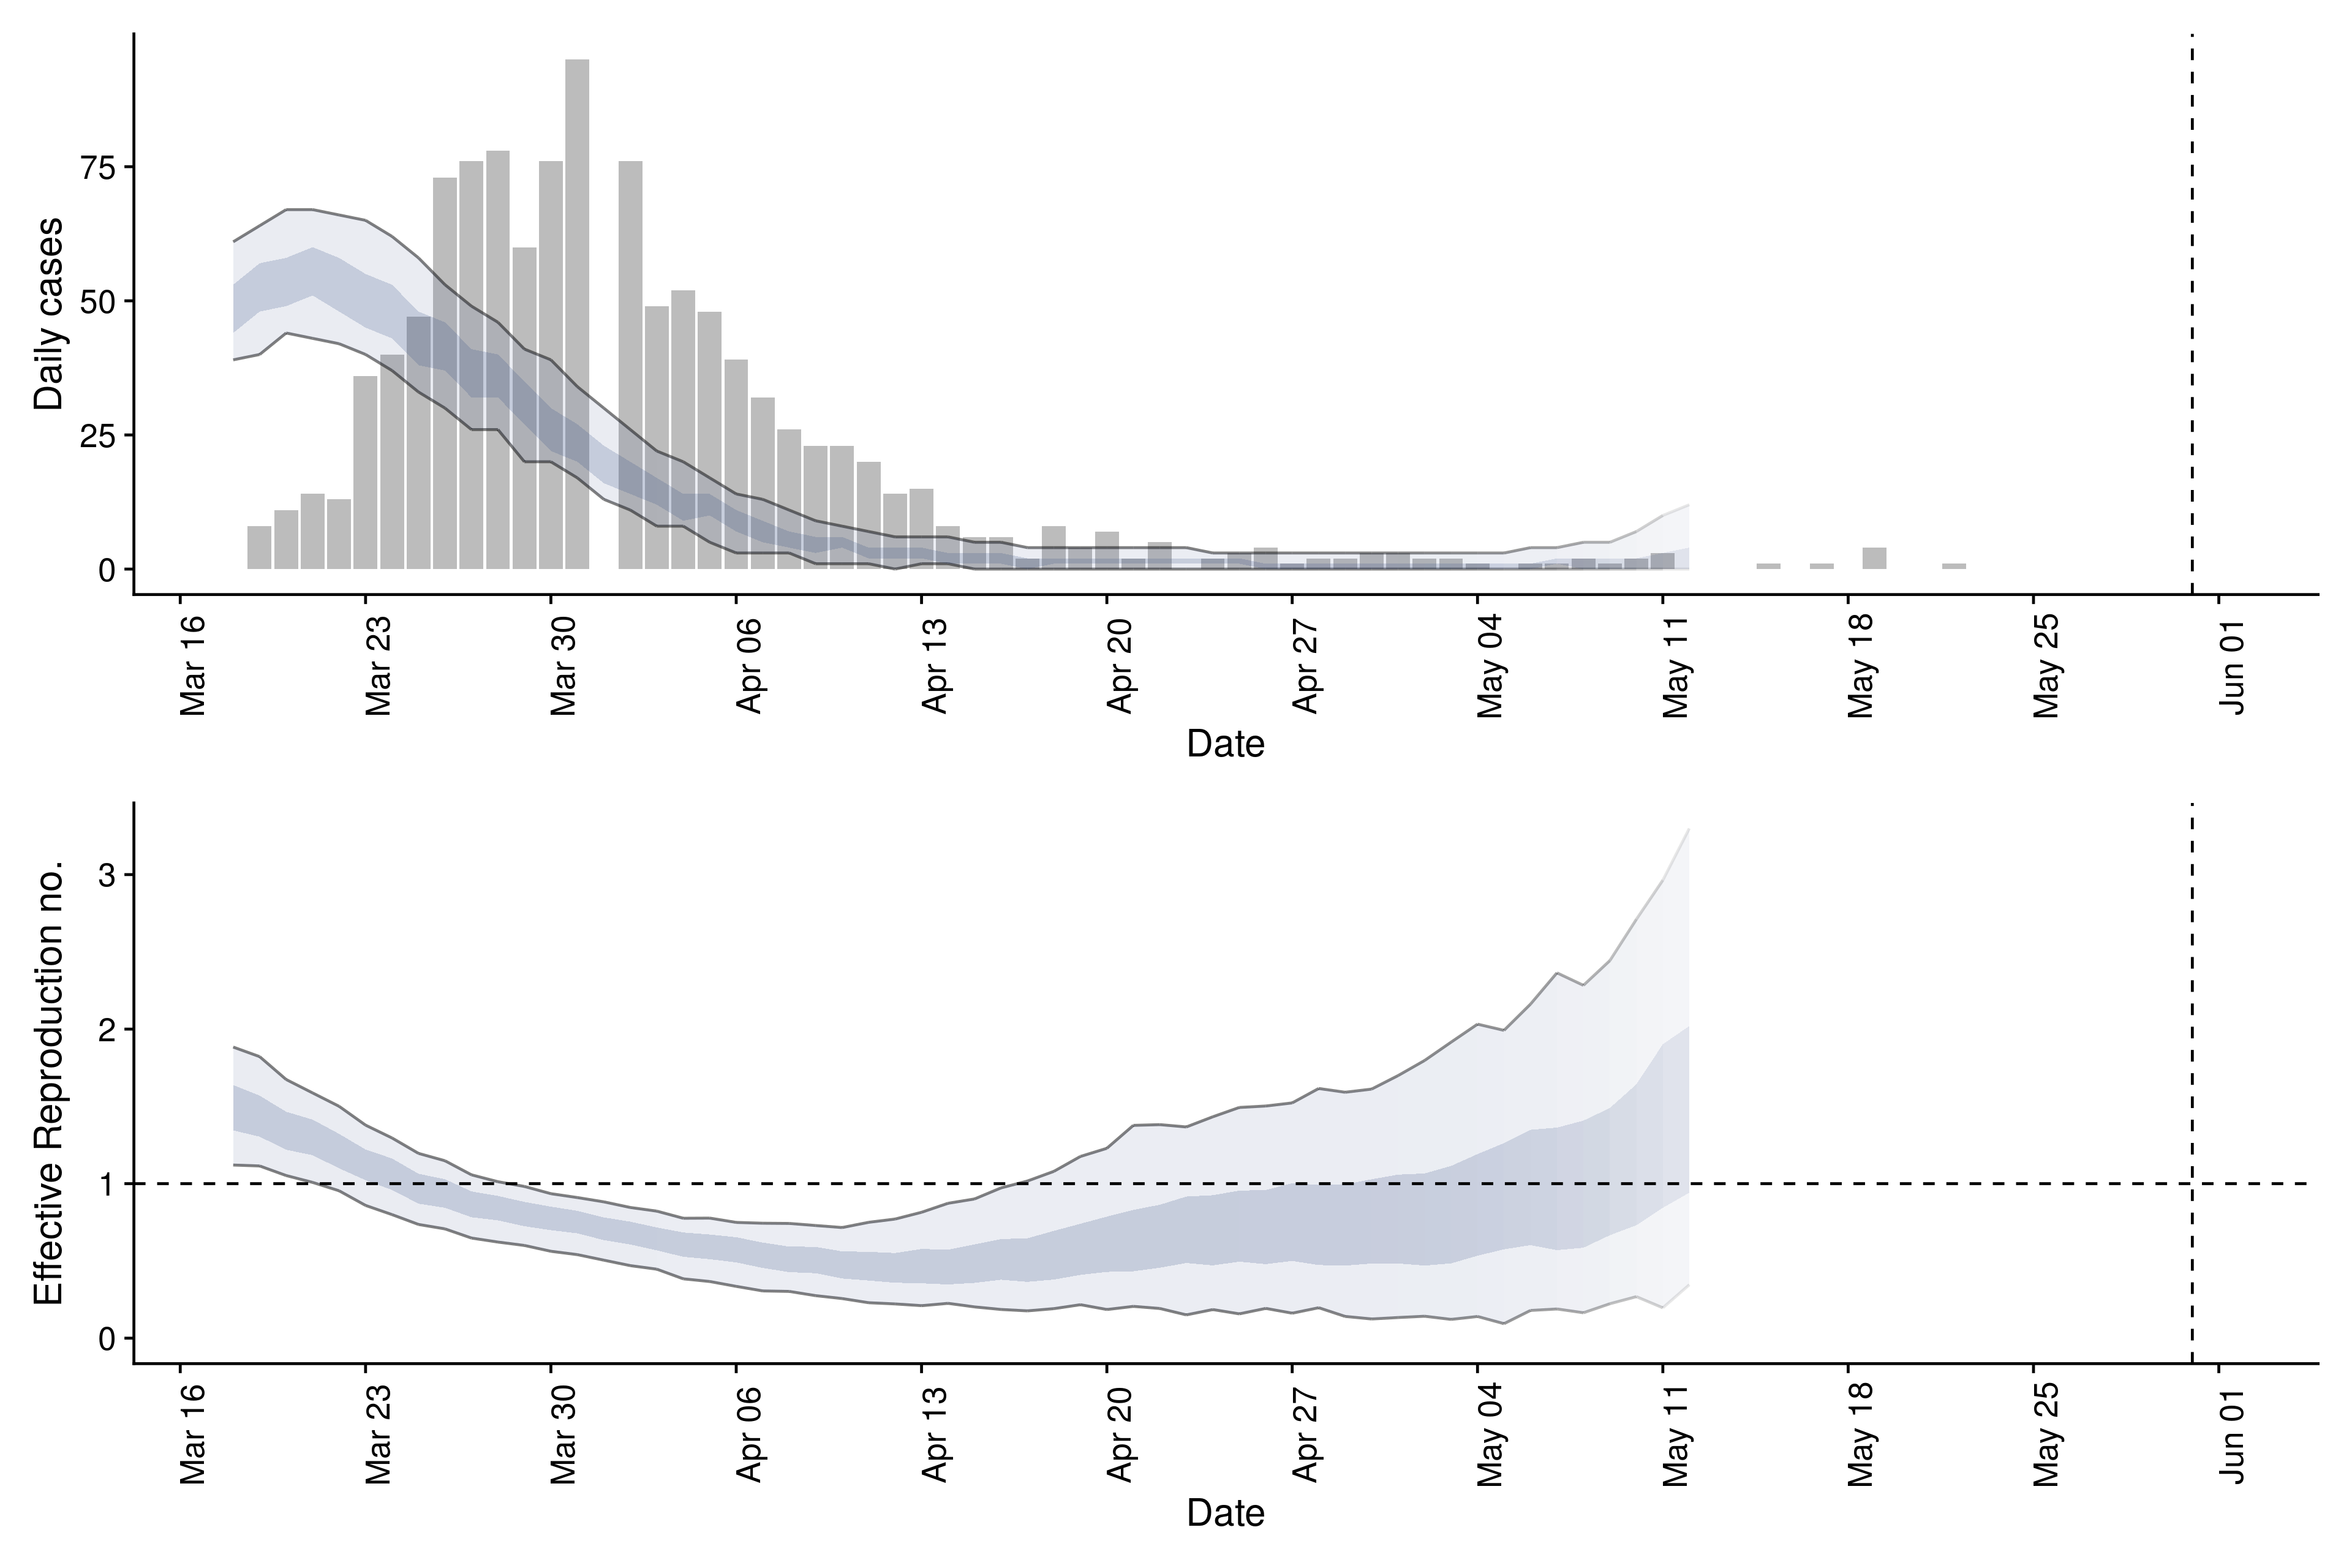 Daily cases
75
50
25
0
Mar 16
Mar 23
Mar 30
Apr 06
Apr 13
Apr 20
Apr 27
May 04
May 11
May 18
May 25
Jun 01
Date
Effective Reproduction no.
3
2
1
0
Mar 16
Mar 23
Mar 30
Apr 06
Apr 13
Apr 20
Apr 27
May 04
May 11
May 18
May 25
Jun 01
Date